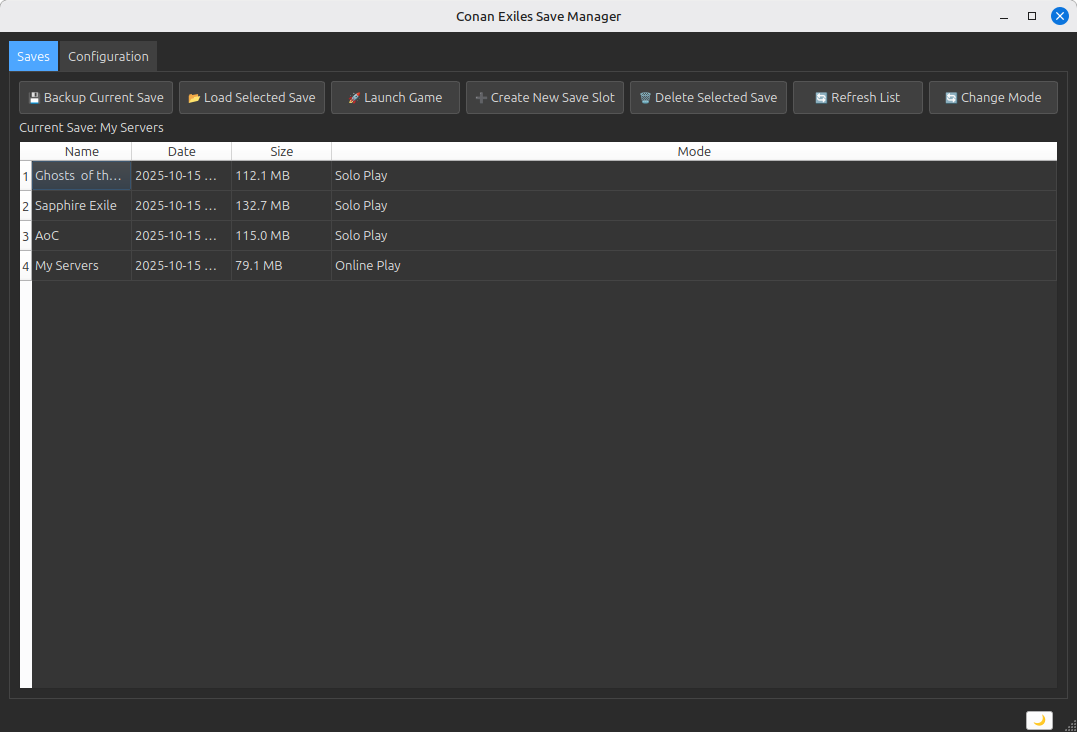 Conan Exiles Save Manager
Saves Configuration
Backup Current Save Load Selected Save Launch Game Create New Save Slot Delete Selected Save Refresh List Change Mode
Current Save: My Servers
Name Date Size Mode
1 Ghosts of th... 2025-10-15 ... 112.1 MB Solo Play
2 Sapphire Exile 2025-10-15 ... 132.7 MB Solo Play
3 AoC 2025-10-15 ... 115.0 MB Solo Play
4 My Servers 2025-10-15 ... 79.1 MB Online Play